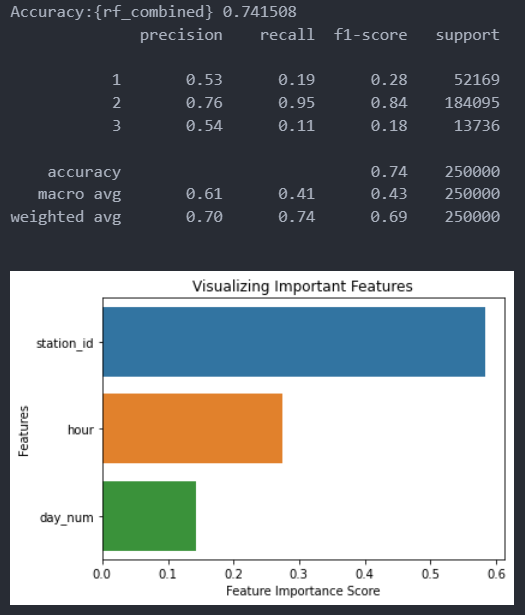 Accuracy:{rf_combined} 0.741508
precision recall f1-score support
1 0.53 0.19 0.28 52169
2 0.76 0.95 0.84 184095
3 0.54 0.11 0.18 13736
accuracy 0.74 250000
macro avg 0.61 0.41 0.43 250000
weighted avg 0.70 0.74 0.69 250000
Visualizing Important Features
station_id
hour
day_num
Features
0.0 0.1 0.2 0.3 0.4 0.5 0.6
Feature Importance Score